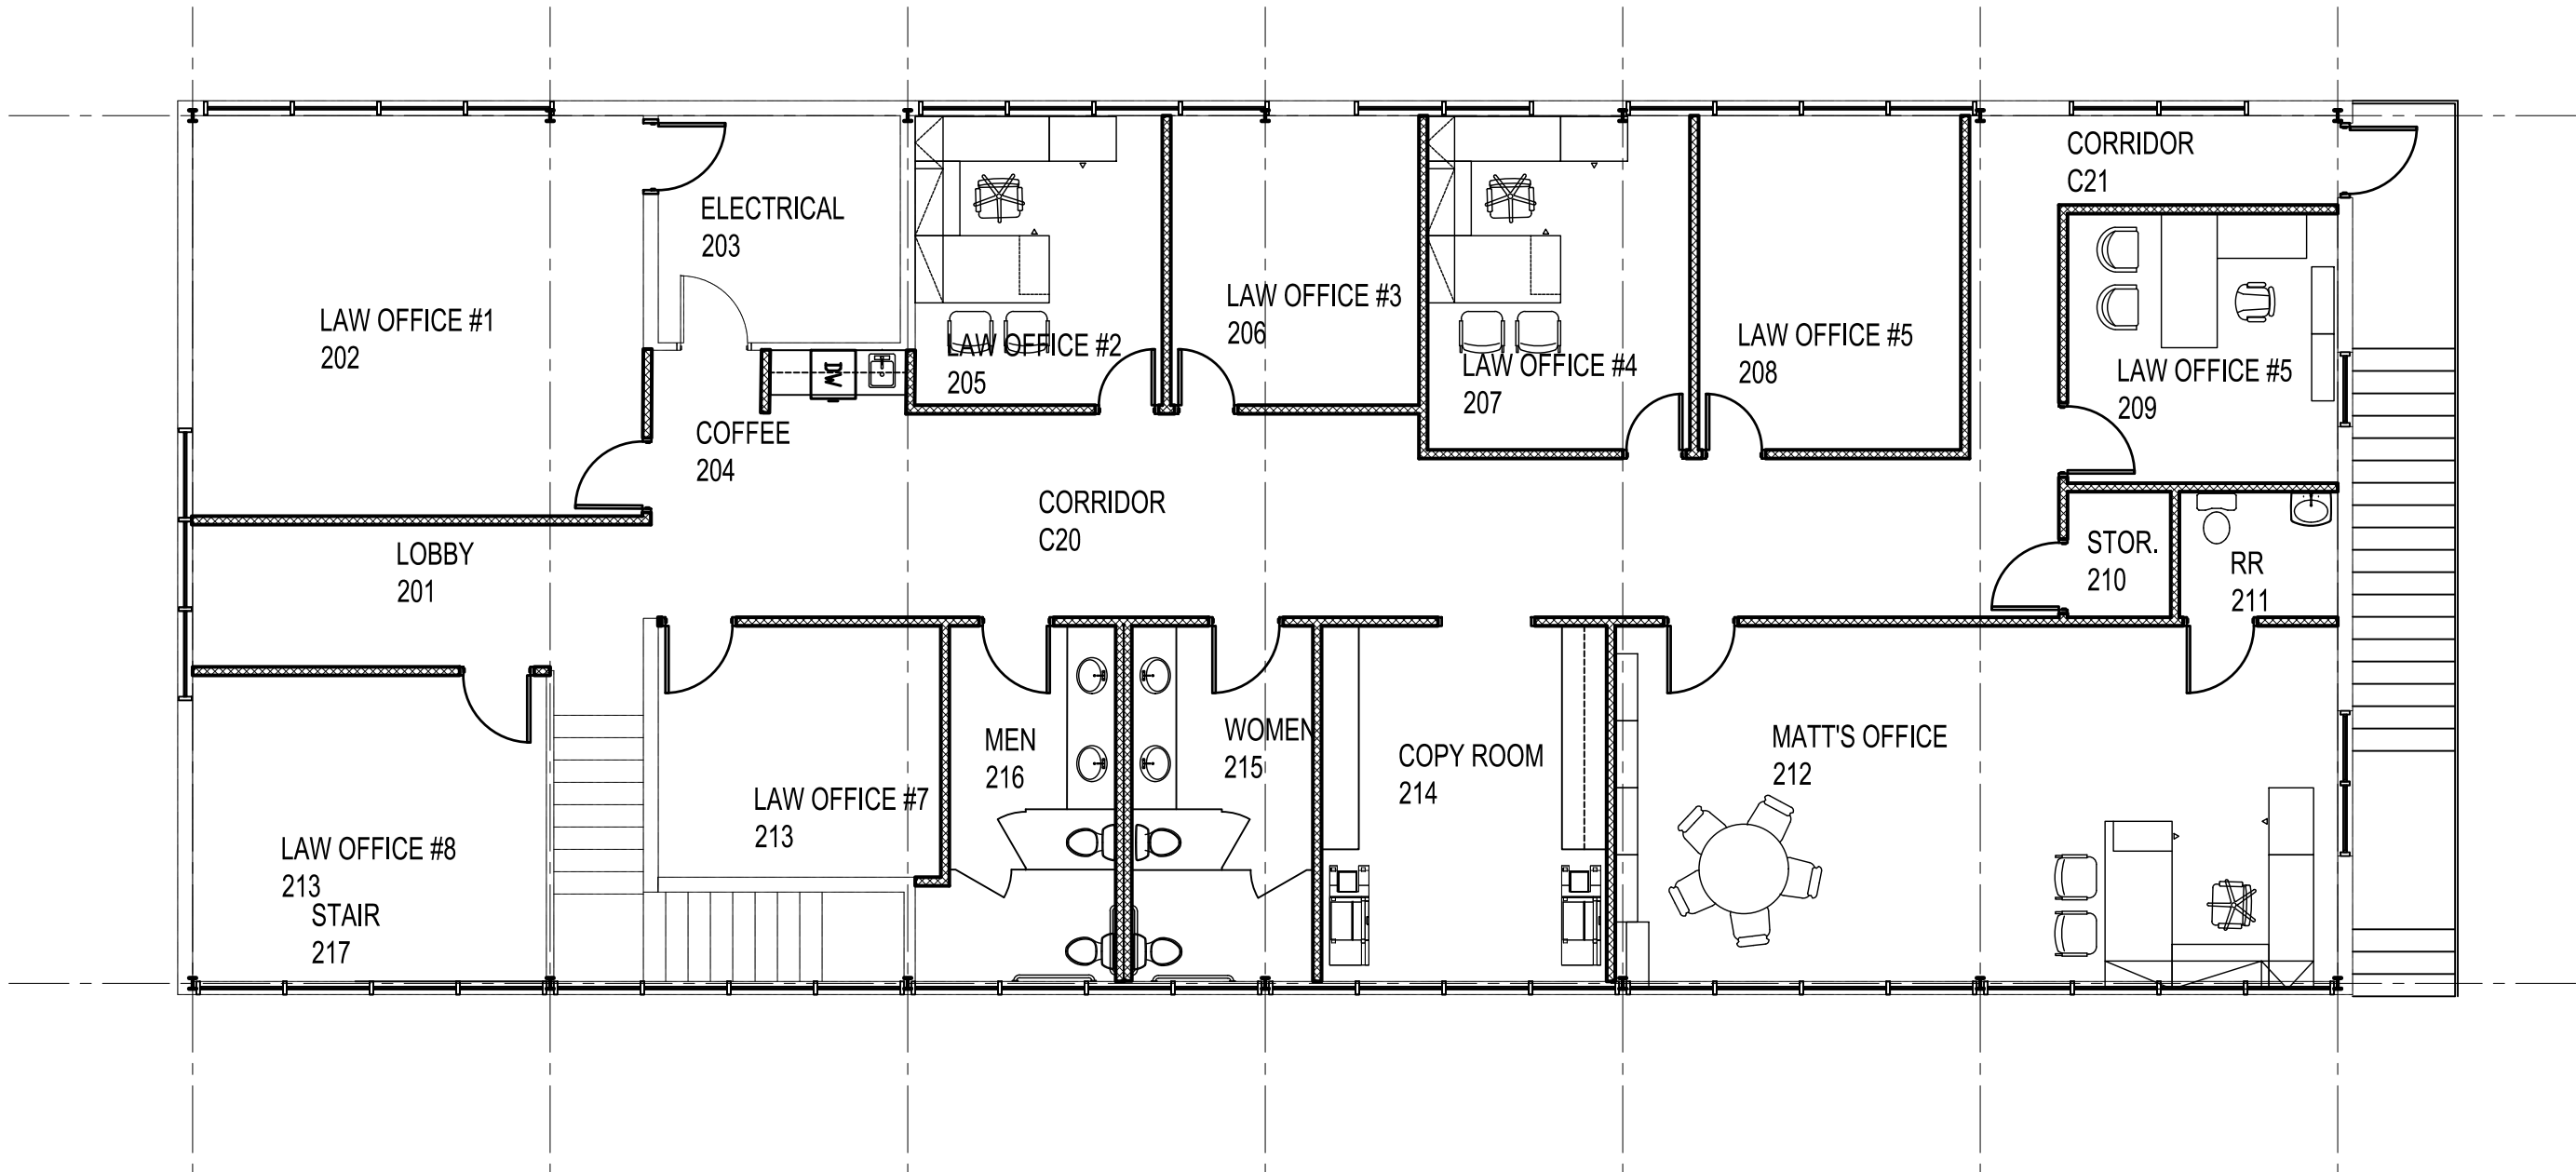 CORRIDOR
C21
ELECTRICAL
203
LAW OFFICE #1
202
LAW OFFICE #2
205
LAW OFFICE #3
206
LAW OFFICE #4
207
LAW OFFICE #5
208
LAW OFFICE #5
209
DW
COFFEE
204
CORRIDOR
C20
LOBBY
201
STOR.
210
RR
211
MEN
216
WOMEN
215
COPY ROOM
214
MATT'S OFFICE
212
LAW OFFICE #7
213
LAW OFFICE #8
213
STAIR
217